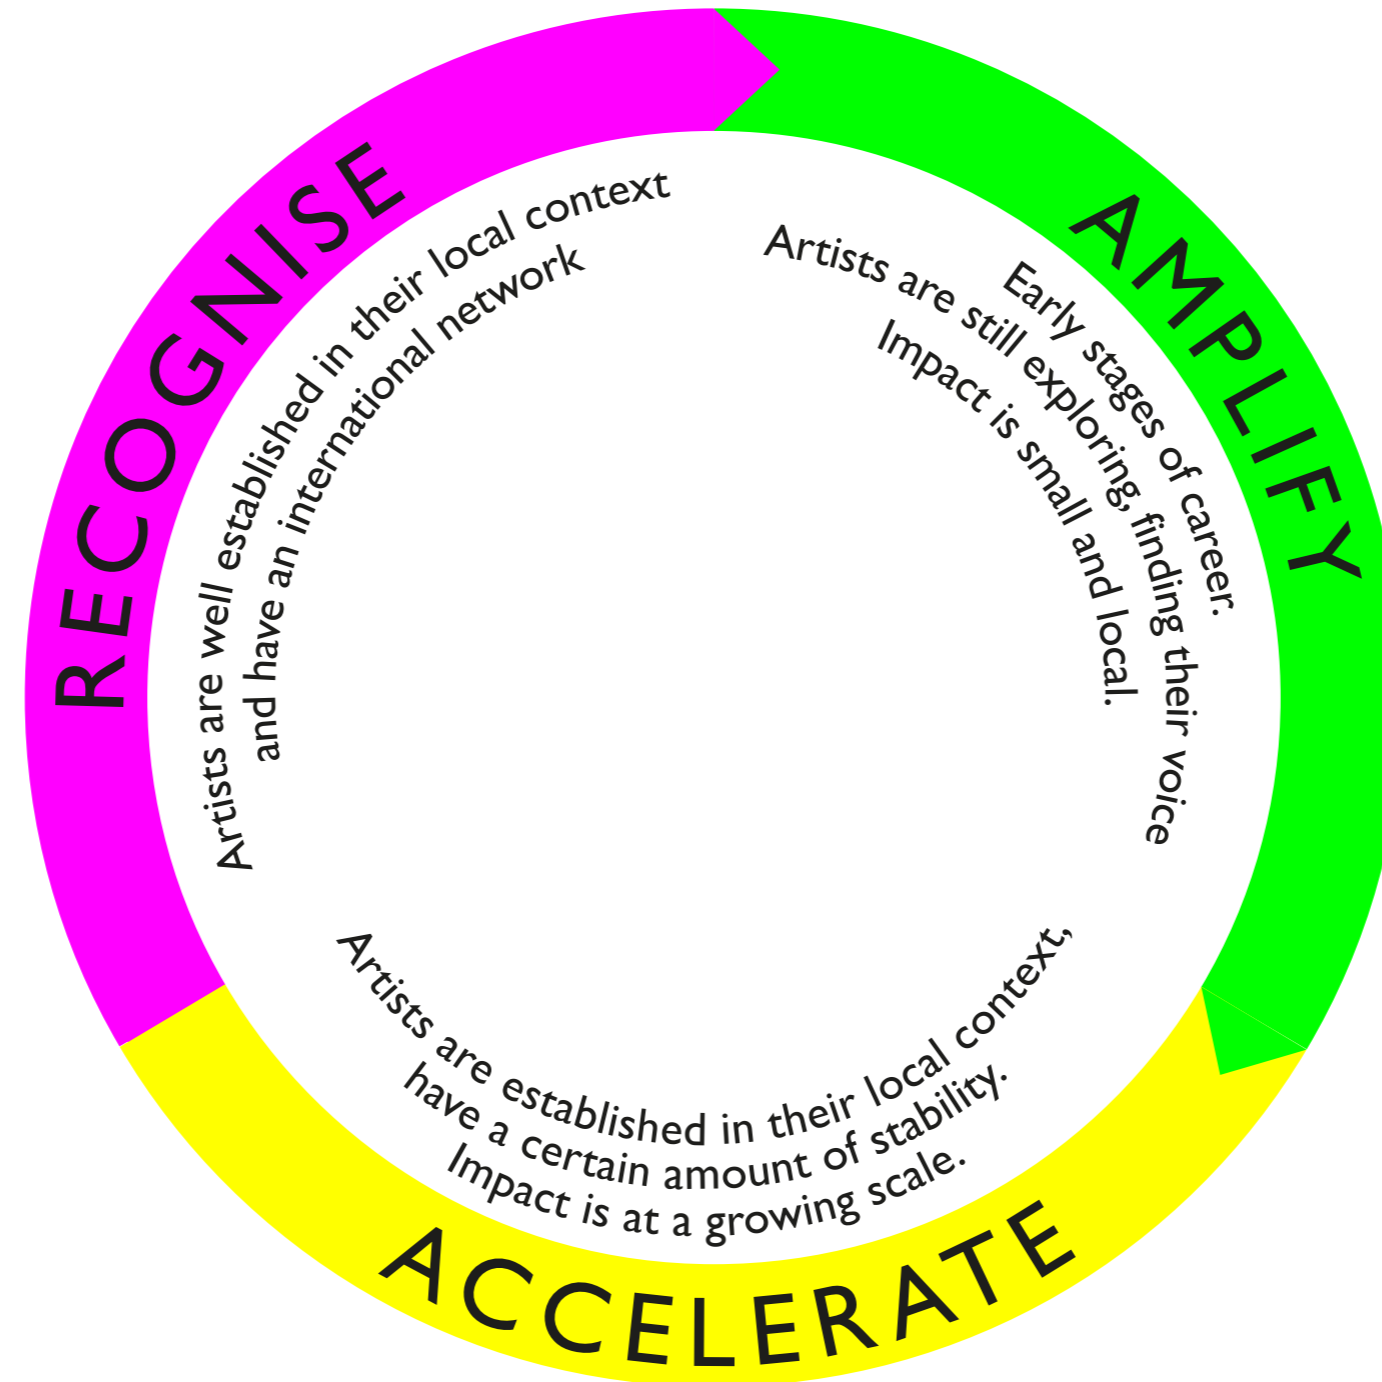 RECOGNISE
Artists are well established in their local context
and have an international network
AMPLIFY
Early stages of career.
Artists are still exploring, finding their voice
Impact is small and local.
ACCELERATE
Artists are established in their local context,
have a certain amount of stability.
Impact is at a growing scale.